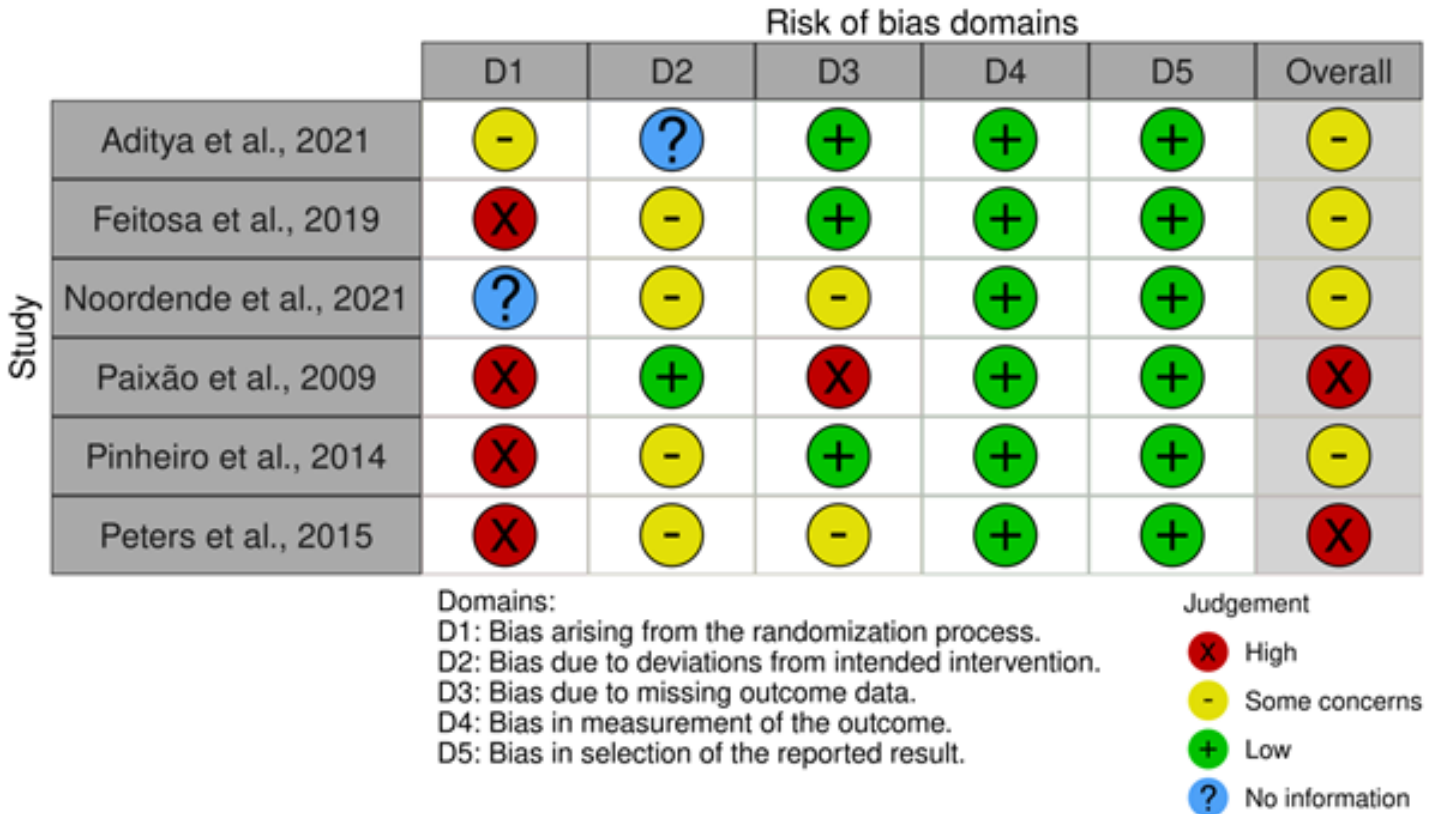 Risk of bias domains
D1 D2 D3 D4 D5 Overall
Study
Aditya et al., 2021 - ? + + + -
Feitosa et al., 2019 X - + + + -
Noordende et al., 2021 ? - - + + -
Paixão et al., 2009 X + X + + X
Pinheiro et al., 2014 X - + + + -
Peters et al., 2015 X - - + + X
Domains:
D1: Bias arising from the randomization process.
D2: Bias due to deviations from intended intervention.
D3: Bias due to missing outcome data.
D4: Bias in measurement of the outcome.
D5: Bias in selection of the reported result.
Judgement
X High
- Some concerns
+ Low
? No information